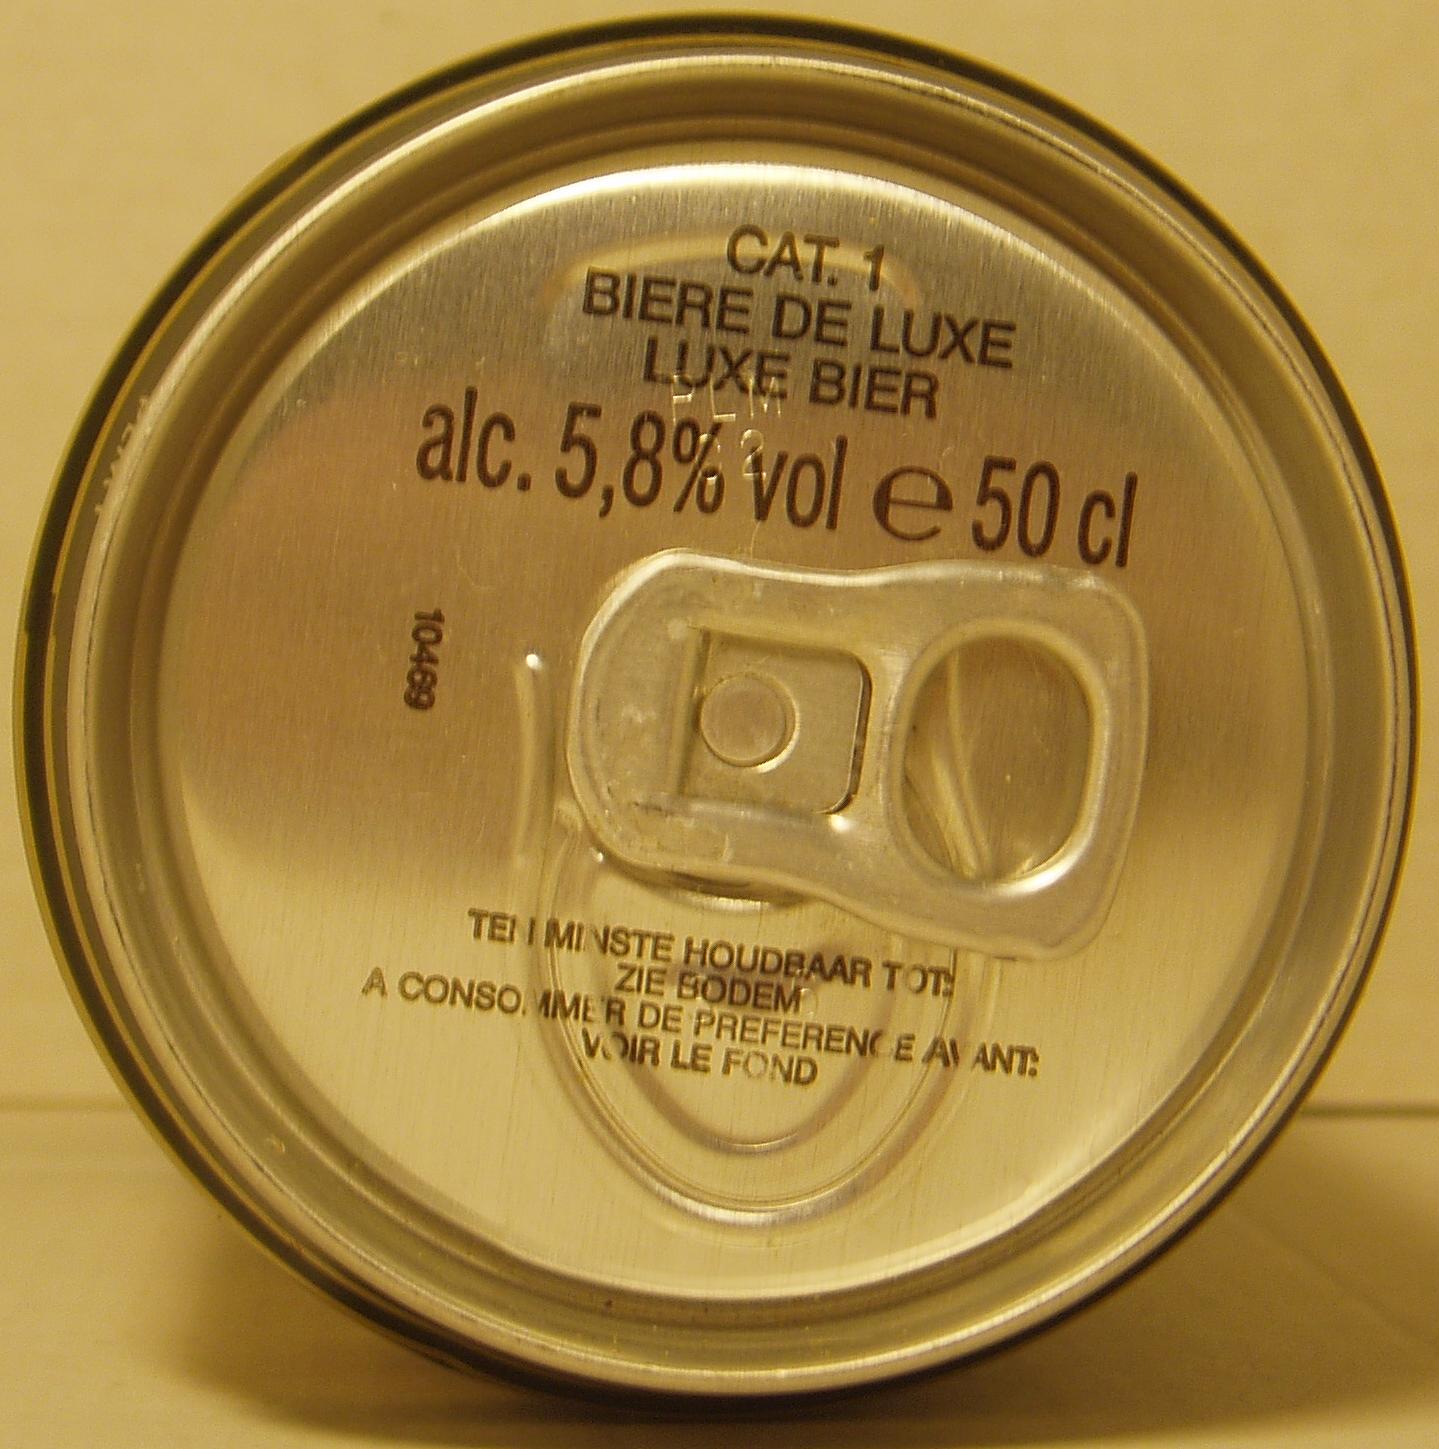 CAT. 1
BIERE DE LUXE
LUXE BIER
alc. 5,8% vol e 50 cl
10469
TEN MINSTE HOUDBAAR TOT:
ZIE BODEM
A CONSOMMER DE PREFERENCE AVANT:
VOIR LE FOND